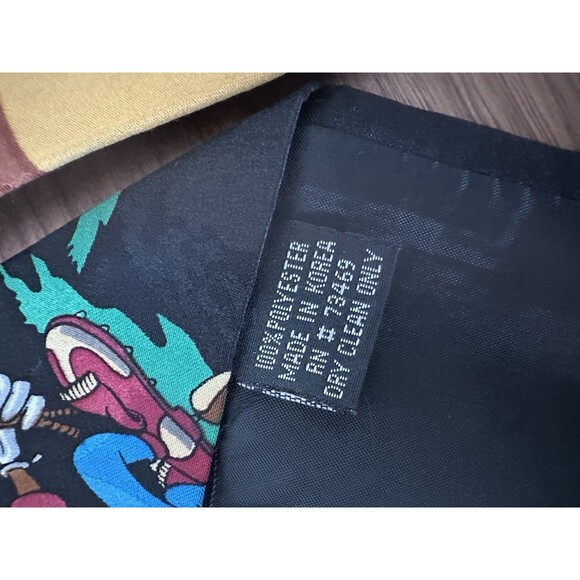 100% POLYESTER
MADE IN KOREA
RN # 73469
DRY CLEAN ONLY